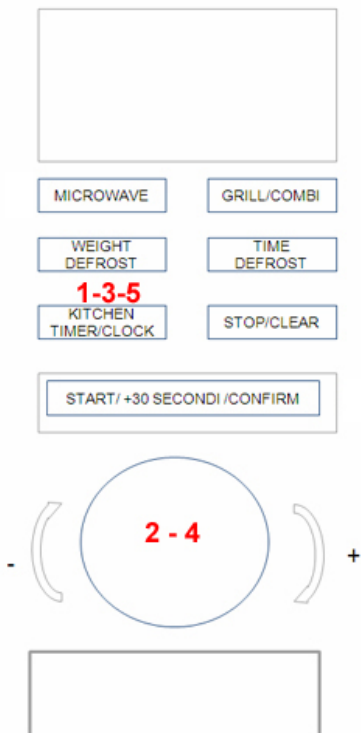 MICROWAVE
GRILL/COMBI
WEIGHT
DEFROST
TIME
DEFROST
1-3-5
KITCHEN
TIMER/CLOCK
STOP/CLEAR
START/ +30 SECONDI /CONFIRM
2 - 4
-
+